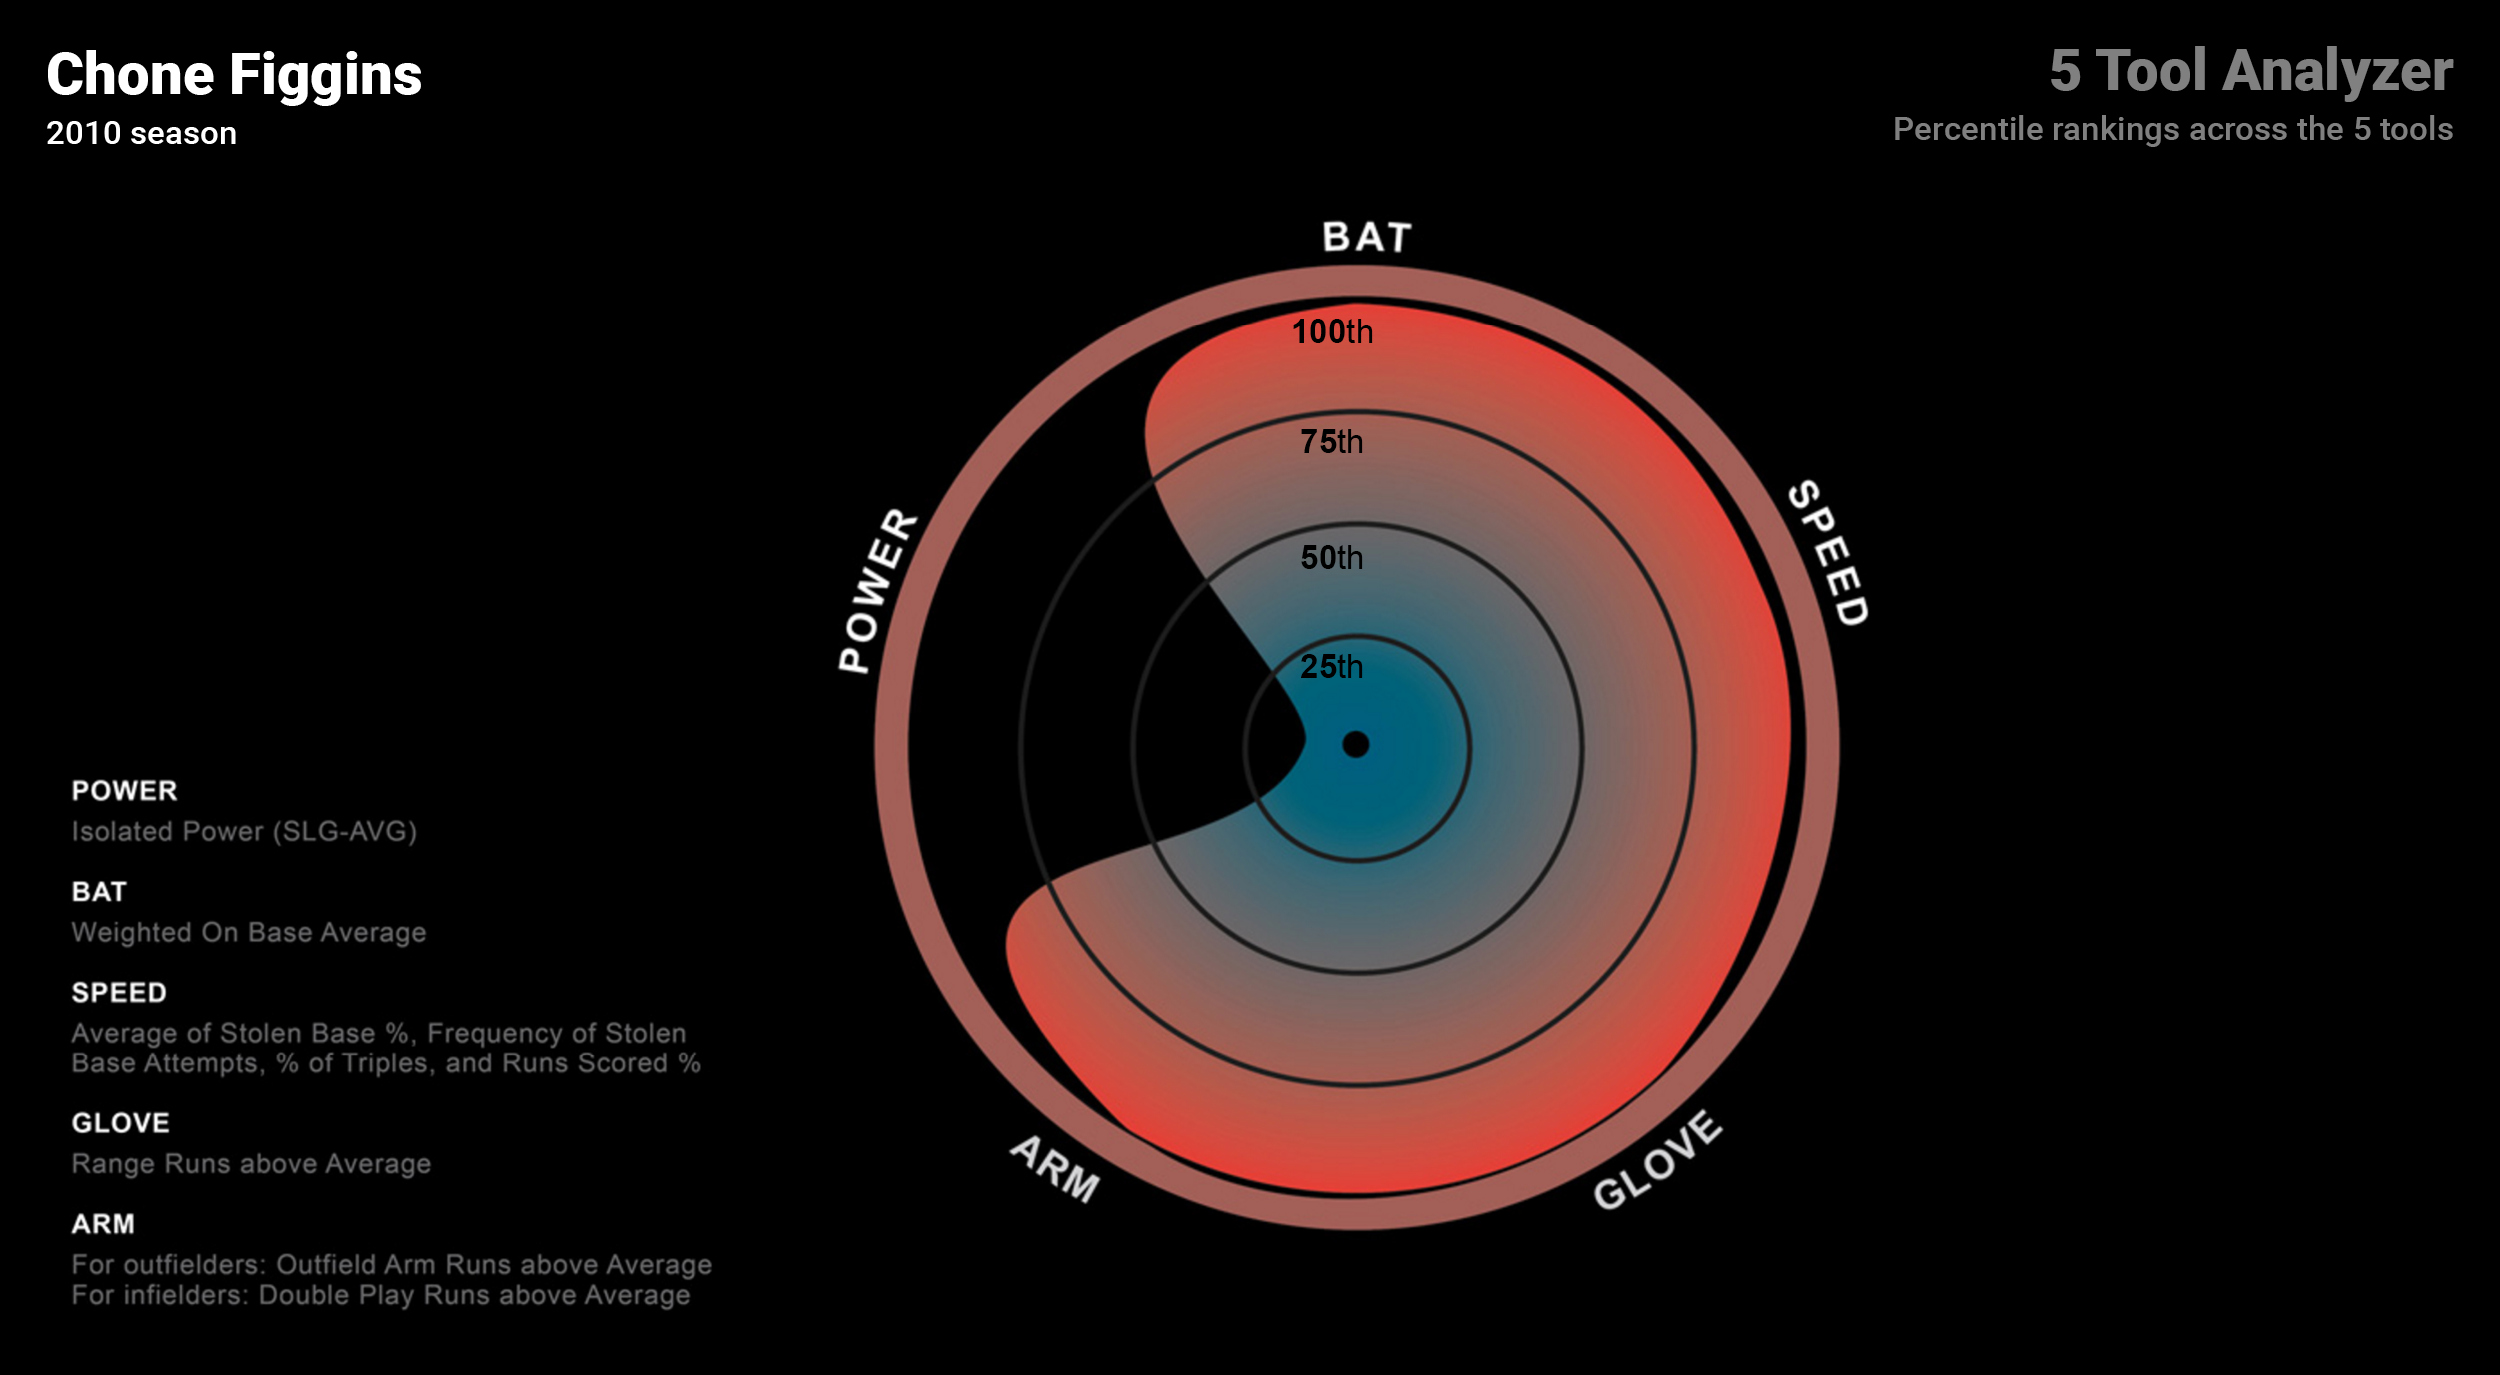 Chone Figgins
2010 season
5 Tool Analyzer
Percentile rankings across the 5 tools
BAT
100th
75th
50th
25th
POWER
SPEED
ARM
GLOVE
POWER
Isolated Power (SLG-AVG)
BAT
Weighted On Base Average
SPEED
Average of Stolen Base %, Frequency of Stolen
Base Attempts, % of Triples, and Runs Scored %
GLOVE
Range Runs above Average
ARM
For outfielders: Outfield Arm Runs above Average
For infielders: Double Play Runs above Average